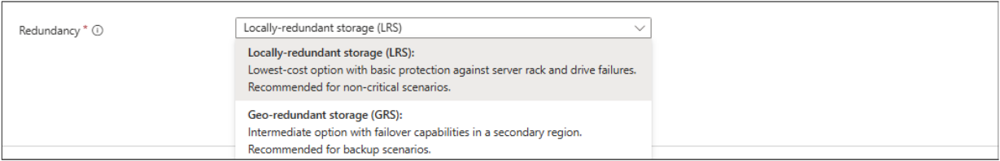 Redundancy * ⓘ
Locally-redundant storage (LRS)
Locally-redundant storage (LRS):
Lowest-cost option with basic protection against server rack and drive failures.
Recommended for non-critical scenarios.
Geo-redundant storage (GRS):
Intermediate option with failover capabilities in a secondary region.
Recommended for backup scenarios.